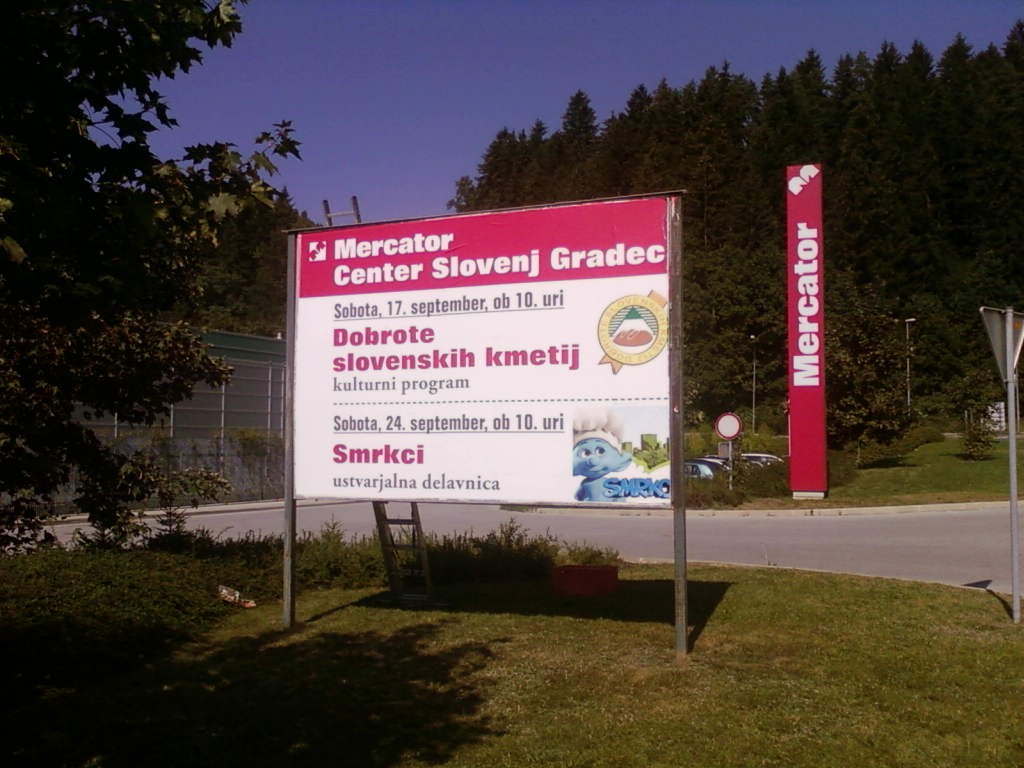 Mercator
Center Slovenj Gradec
Sobota, 17. september, ob 10. uri
Dobrote
slovenskih kmetij
kulturni program
Sobota, 24. september, ob 10. uri
Smrkci
ustvarjalna delavnica
SMRKC
Mercator